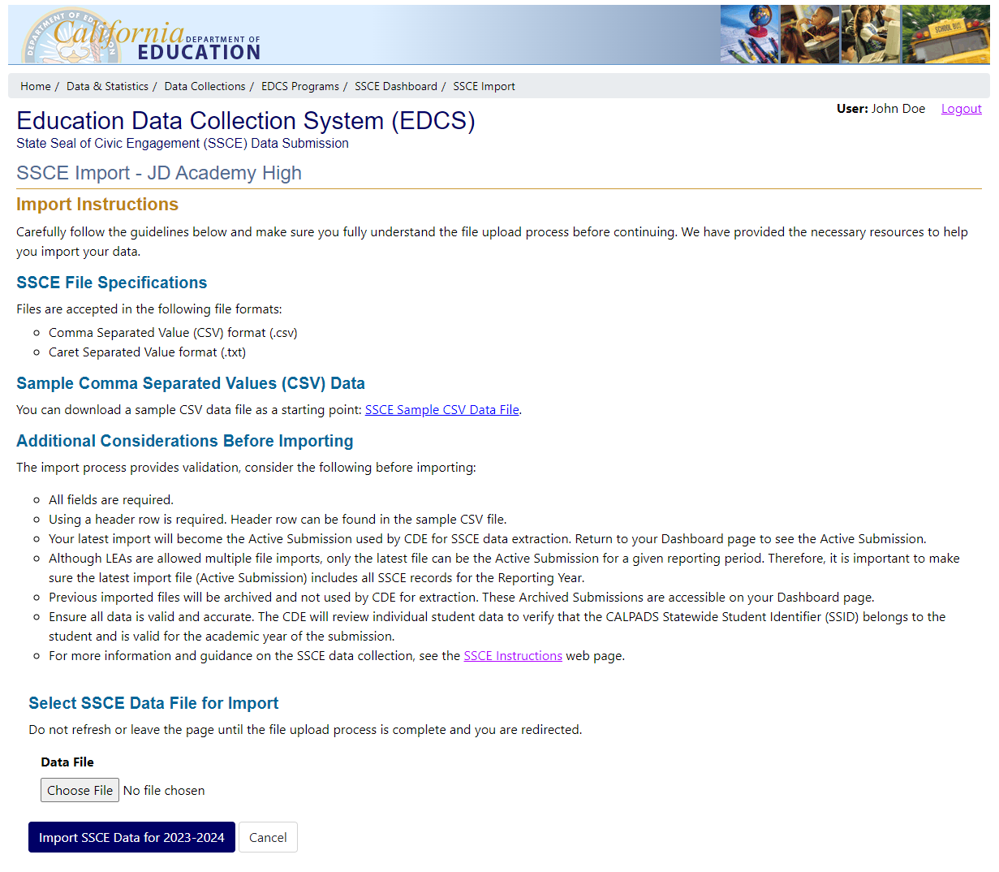 California DEPARTMENT OF
EDUCATION
SCHOOL BUS
Home / Data & Statistics / Data Collections / EDCS Programs / SSCE Dashboard / SSCE Import
User: John Doe Logout
Education Data Collection System (EDCS)
State Seal of Civic Engagement (SSCE) Data Submission
SSCE Import - JD Academy High
Import Instructions
Carefully follow the guidelines below and make sure you fully understand the file upload process before continuing. We have provided the necessary resources to help
you import your data.
SSCE File Specifications
Files are accepted in the following file formats:
Comma Separated Value (CSV) format (.csv)
Caret Separated Value format (.txt)
Sample Comma Separated Values (CSV) Data
You can download a sample CSV data file as a starting point: SSCE Sample CSV Data File.
Additional Considerations Before Importing
The import process provides validation, consider the following before importing:
All fields are required.
Using a header row is required. Header row can be found in the sample CSV file.
Your latest import will become the Active Submission used by CDE for SSCE data extraction. Return to your Dashboard page to see the Active Submission.
Although LEAs are allowed multiple file imports, only the latest file can be the Active Submission for a given reporting period. Therefore, it is important to make
sure the latest import file (Active Submission) includes all SSCE records for the Reporting Year.
Previous imported files will be archived and not used by CDE for extraction. These Archived Submissions are accessible on your Dashboard page.
Ensure all data is valid and accurate. The CDE will review individual student data to verify that the CALPADS Statewide Student Identifier (SSID) belongs to the
student and is valid for the academic year of the submission.
For more information and guidance on the SSCE data collection, see the SSCE Instructions web page.
Select SSCE Data File for Import
Do not refresh or leave the page until the file upload process is complete and you are redirected.
Data File
Choose File No file chosen
Import SSCE Data for 2023-2024 Cancel